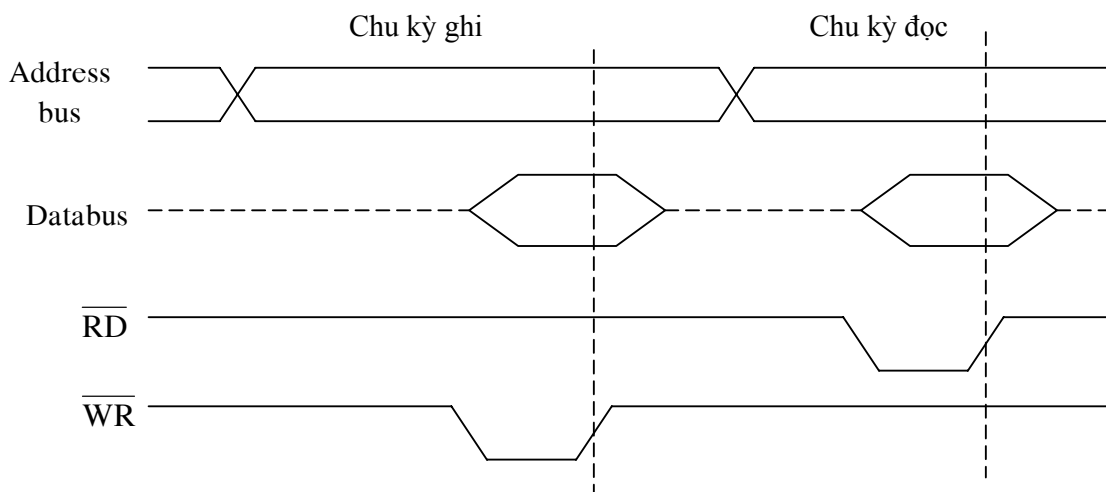 Chu kỳ ghi
Chu kỳ đọc
Address
bus
Databus
RD
WR